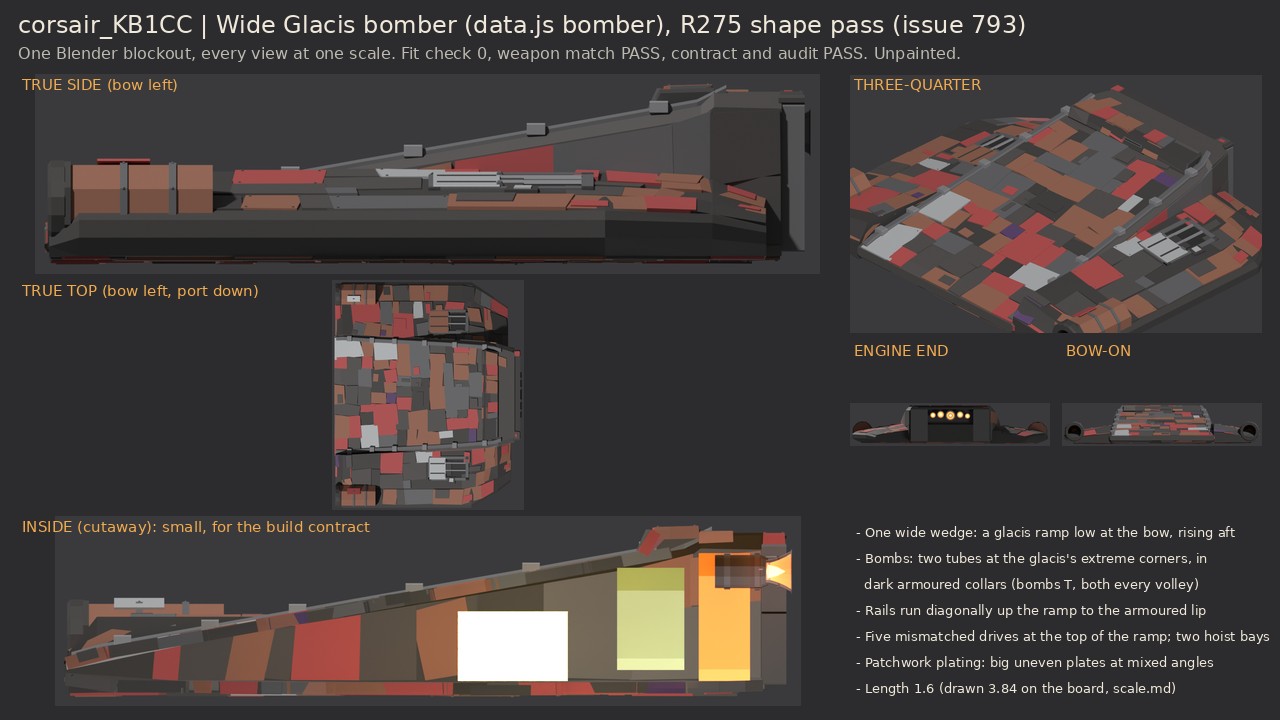 corsair_KB1CC | Wide Glacis bomber (data.js bomber), R275 shape pass (issue 793)
One Blender blockout, every view at one scale. Fit check 0, weapon match PASS, contract and audit PASS. Unpainted.
TRUE SIDE (bow left)
THREE-QUARTER
TRUE TOP (bow left, port down)
ENGINE END
BOW-ON
INSIDE (cutaway): small, for the build contract
- One wide wedge: a glacis ramp low at the bow, rising aft
- Bombs: two tubes at the glacis's extreme corners, in
dark armoured collars (bombs T, both every volley)
- Rails run diagonally up the ramp to the armoured lip
- Five mismatched drives at the top of the ramp; two hoist bays
- Patchwork plating: big uneven plates at mixed angles
- Length 1.6 (drawn 3.84 on the board, scale.md)